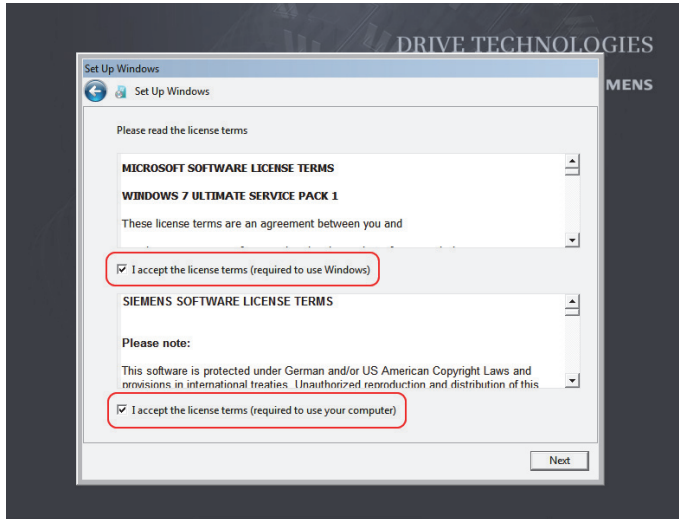 DRIVE TECHNOLOGIES
MENS
Set Up Windows
Set Up Windows
Please read the license terms
MICROSOFT SOFTWARE LICENSE TERMS
WINDOWS 7 ULTIMATE SERVICE PACK 1
These license terms are an agreement between you and
I accept the license terms (required to use Windows)
SIEMENS SOFTWARE LICENSE TERMS
Please note:
This software is protected under German and/or US American Copyright Laws and
provisions in international treaties. Unauthorized reproduction and distribution of this
I accept the license terms (required to use your computer)
Next